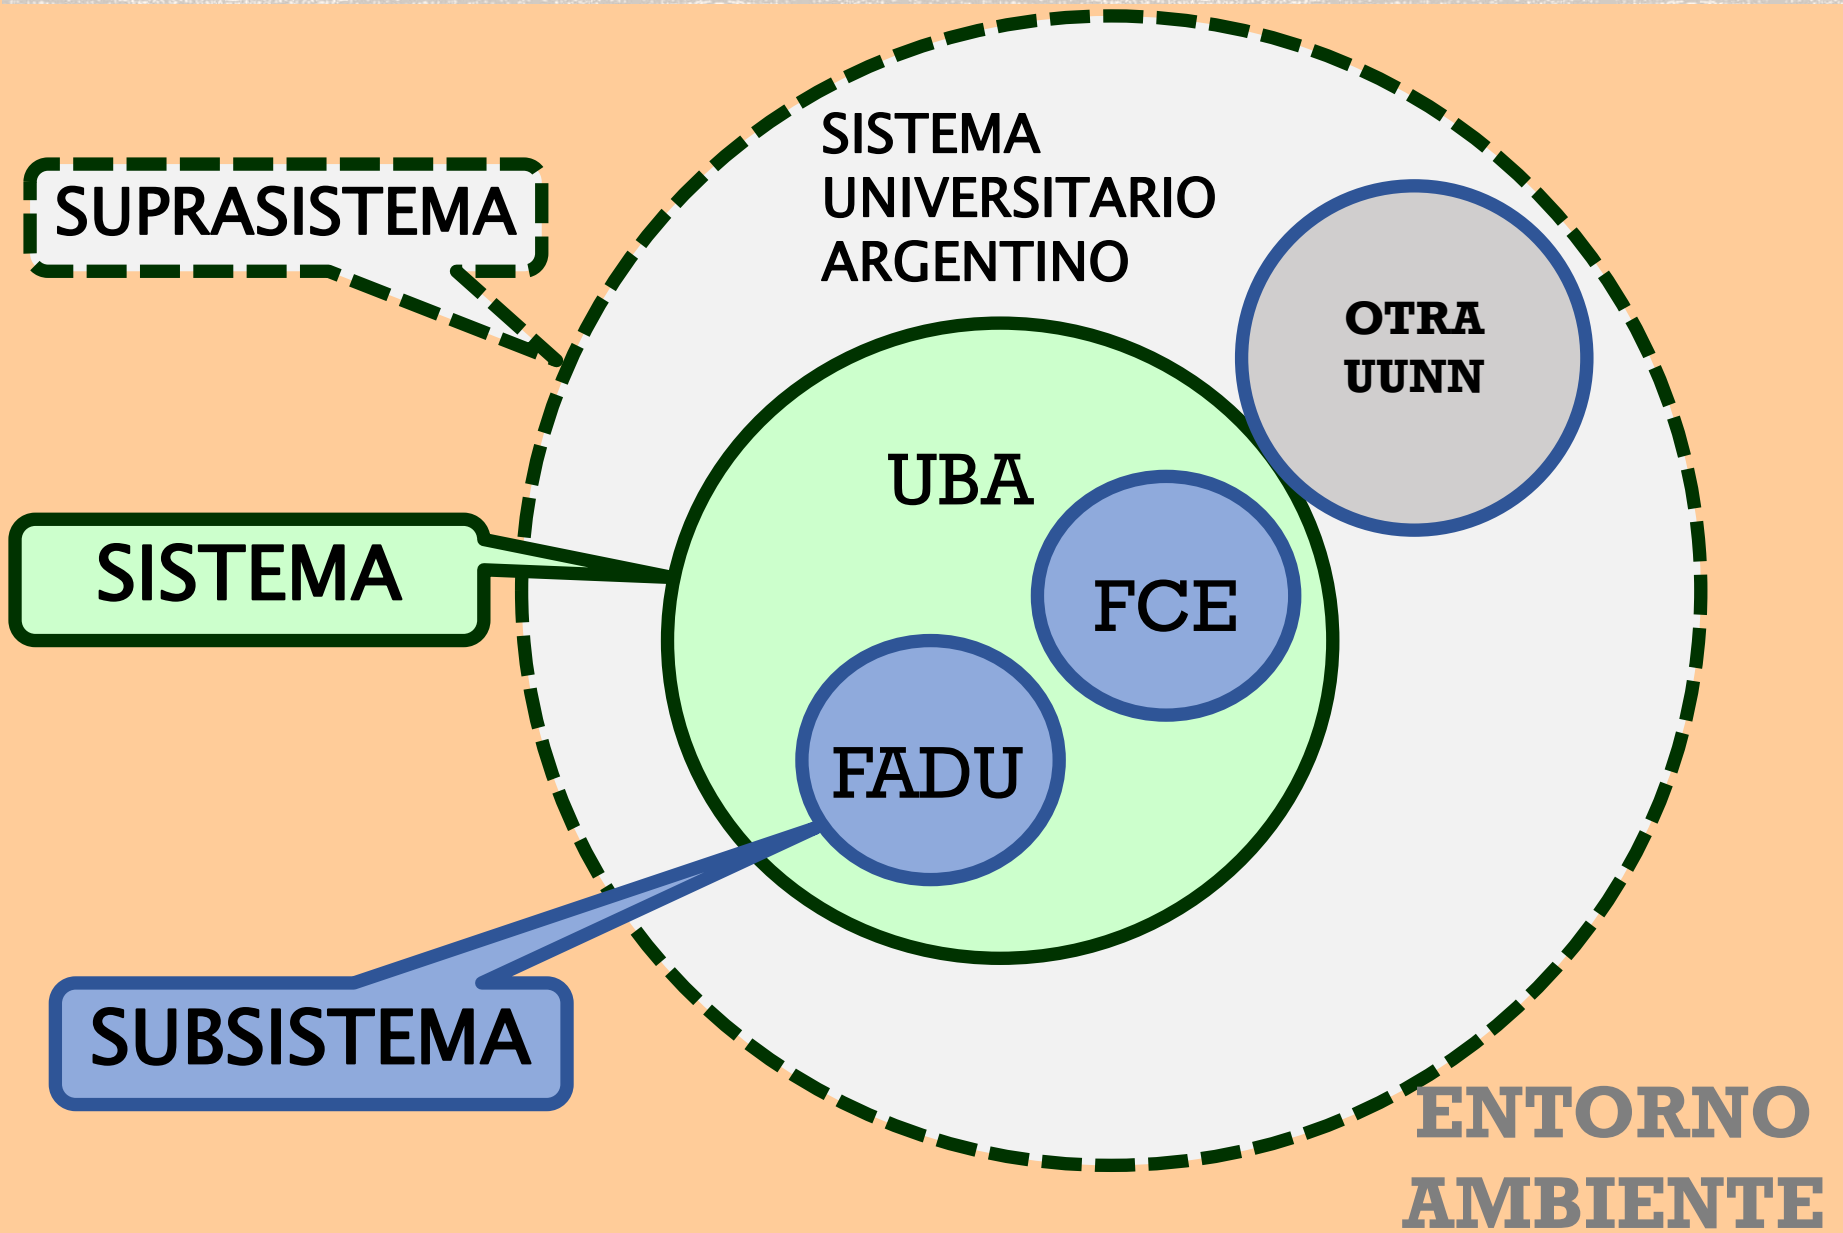 SISTEMA
UNIVERSITARIO
ARGENTINO
SUPRASISTEMA
OTRA
UUNN
UBA
SISTEMA
FCE
FADU
SUBSISTEMA
ENTORNO
AMBIENTE